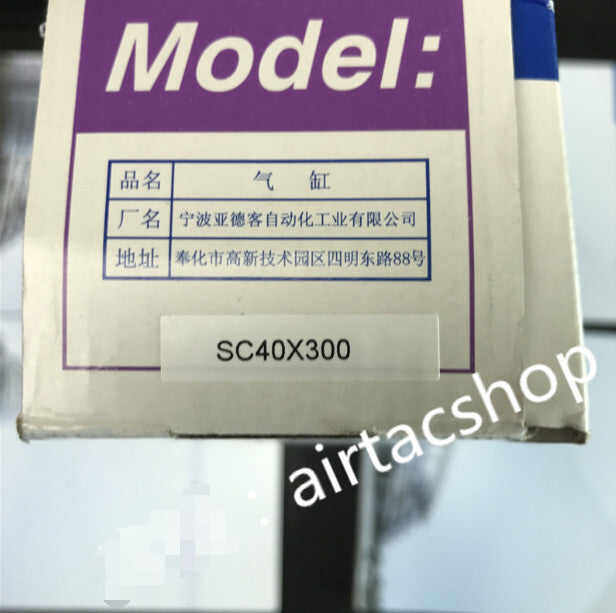 Model:
品名 气 缸
厂名 宁波亚德客自动化工业有限公司
地址 奉化市高新技术园区四明东路88号
SC40X300
airtacshop